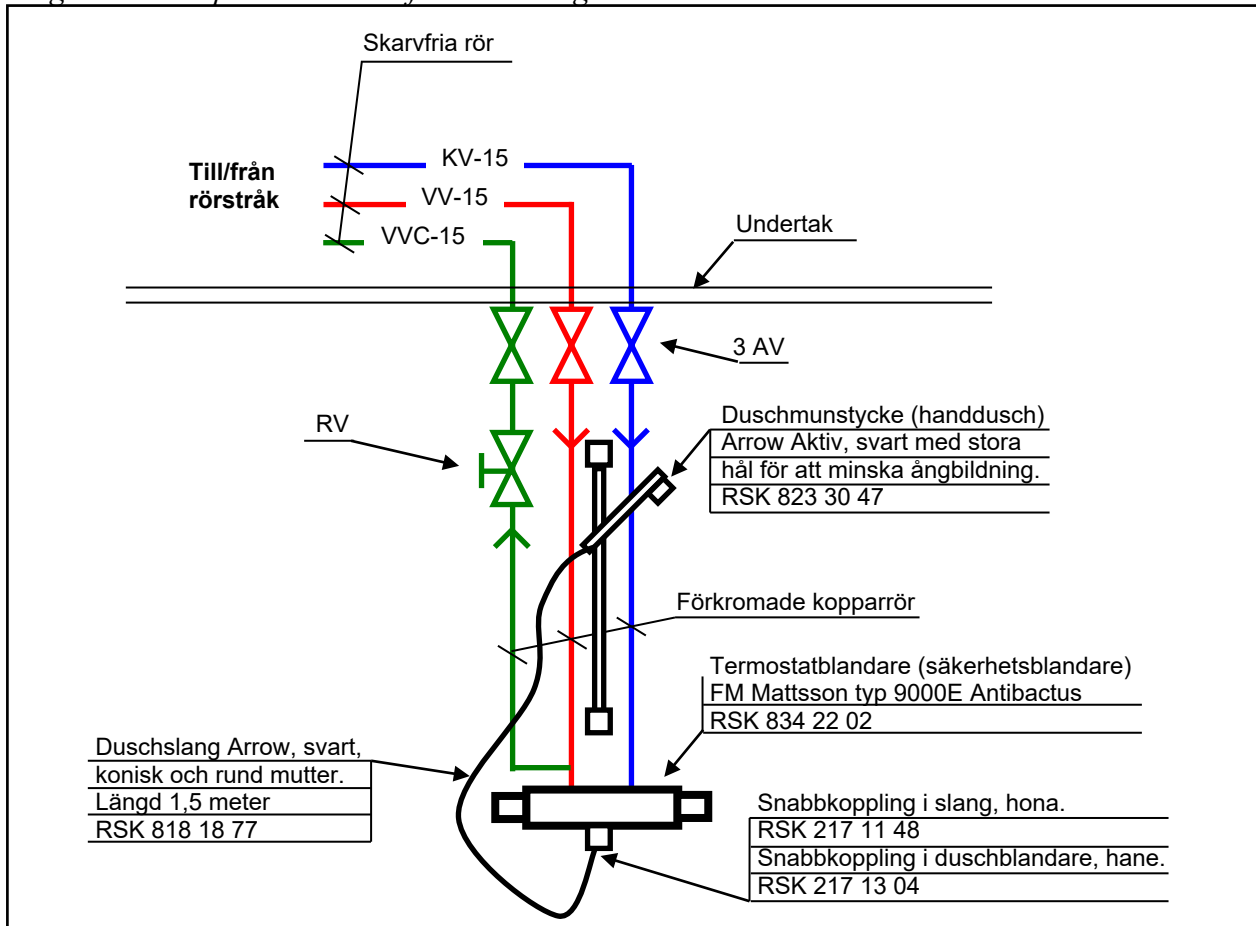 Skarvfria rör
Till/från
rörstråk
KV-15
VV-15
VVC-15
Undertak
3 AV
RV
Duschmunstycke (handdusch)
Arrow Aktiv, svart med stora
hål för att minska ångbildning.
RSK 823 30 47
Förkromade kopparrör
Termostatblandare (säkerhetsblandare)
FM Mattsson typ 9000E Antibactus
RSK 834 22 02
Duschslang Arrow, svart,
konisk och rund mutter.
Längd 1,5 meter
RSK 818 18 77
Snabbkoppling i slang, hona.
RSK 217 11 48
Snabbkoppling i duschblandare, hane.
RSK 217 13 04